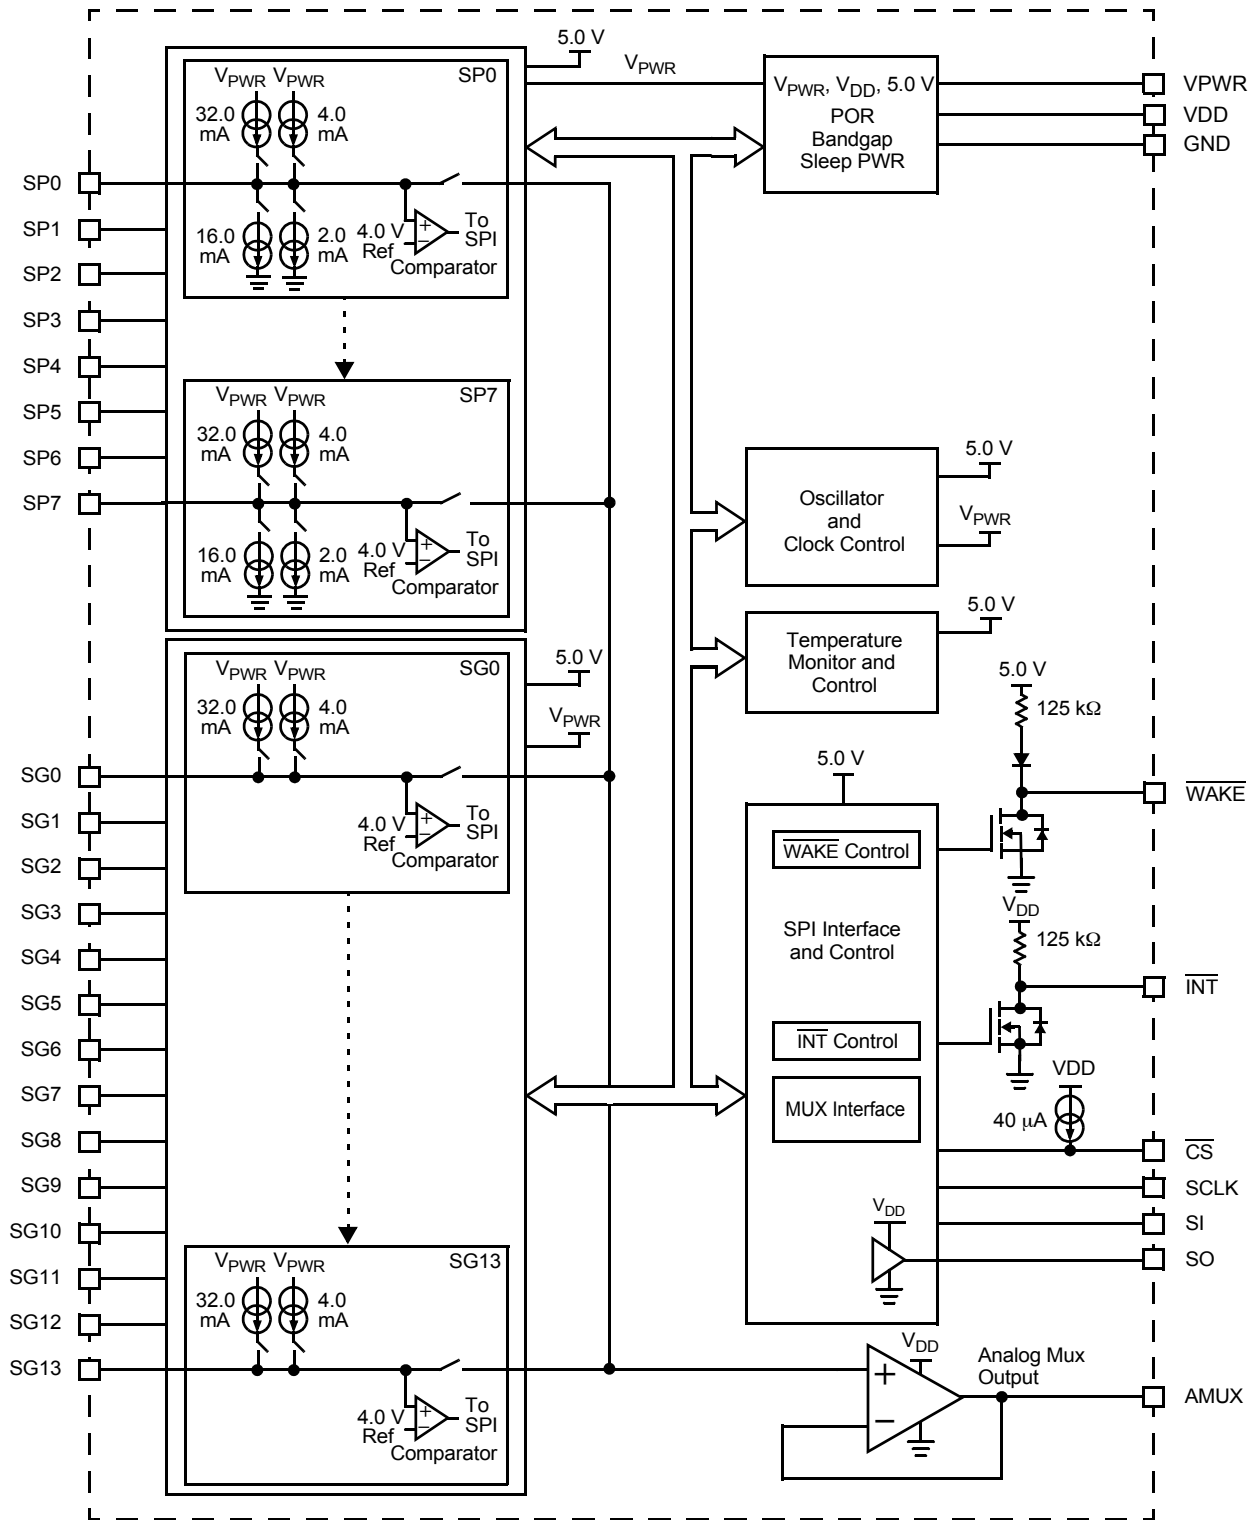 5.0 V
VPWR
SP0
VPWR VPWR
32.0 mA
4.0 mA
16.0 mA
2.0 mA
4.0 V Ref
+
−
To SPI
Comparator
SP7
VPWR VPWR
32.0 mA
4.0 mA
16.0 mA
2.0 mA
4.0 V Ref
+
−
To SPI
Comparator
SP0
SP1
SP2
SP3
SP4
SP5
SP6
SP7
5.0 V
VPWR
SG0
VPWR VPWR
32.0 mA
4.0 mA
4.0 V Ref
+
−
To SPI
Comparator
SG13
VPWR VPWR
32.0 mA
4.0 mA
4.0 V Ref
+
−
To SPI
Comparator
SG0
SG1
SG2
SG3
SG4
SG5
SG6
SG7
SG8
SG9
SG10
SG11
SG12
SG13
VPWR, VDD, 5.0 V
POR
Bandgap
Sleep PWR
VPWR
VDD
GND
Oscillator
and
Clock Control
5.0 V
VPWR
Temperature
Monitor and
Control
5.0 V
5.0 V
125 kΩ
WAKE
5.0 V
WAKE Control
SPI Interface
and Control
VDD
125 kΩ
INT
INT Control
MUX Interface
VDD
40 μA
CS
SCLK
SI
VDD
SO
VDD
+
−
Analog Mux
Output
AMUX